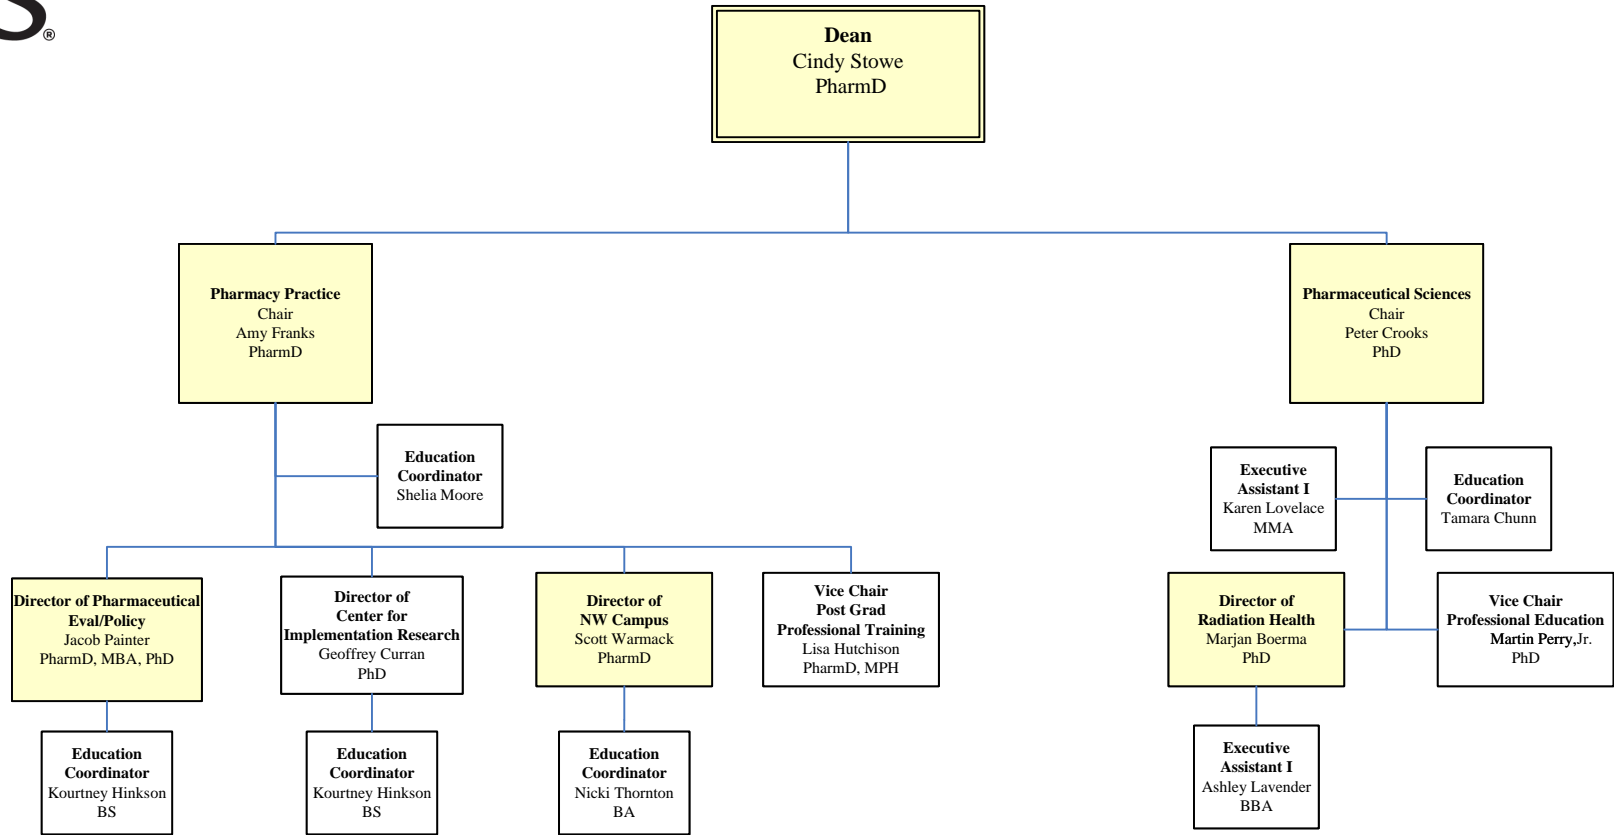 S®
Dean
Cindy Stowe
PharmD
Pharmacy Practice
Chair
Amy Franks
PharmD
Pharmaceutical Sciences
Chair
Peter Crooks
PhD
Education
Coordinator
Shelia Moore
Executive
Assistant I
Karen Lovelace
MMA
Education
Coordinator
Tamara Chunn
Director of Pharmaceutical
Eval/Policy
Jacob Painter
PharmD, MBA, PhD
Director of
Center for
Implementation Research
Geoffrey Curran
PhD
Director of
NW Campus
Scott Warmack
PharmD
Vice Chair
Post Grad
Professional Training
Lisa Hutchison
PharmD, MPH
Director of
Radiation Health
Marjan Boerma
PhD
Vice Chair
Professional Education
Martin Perry,Jr.
PhD
Education
Coordinator
Kourtney Hinkson
BS
Education
Coordinator
Kourtney Hinkson
BS
Education
Coordinator
Nicki Thornton
BA
Executive
Assistant I
Ashley Lavender
BBA